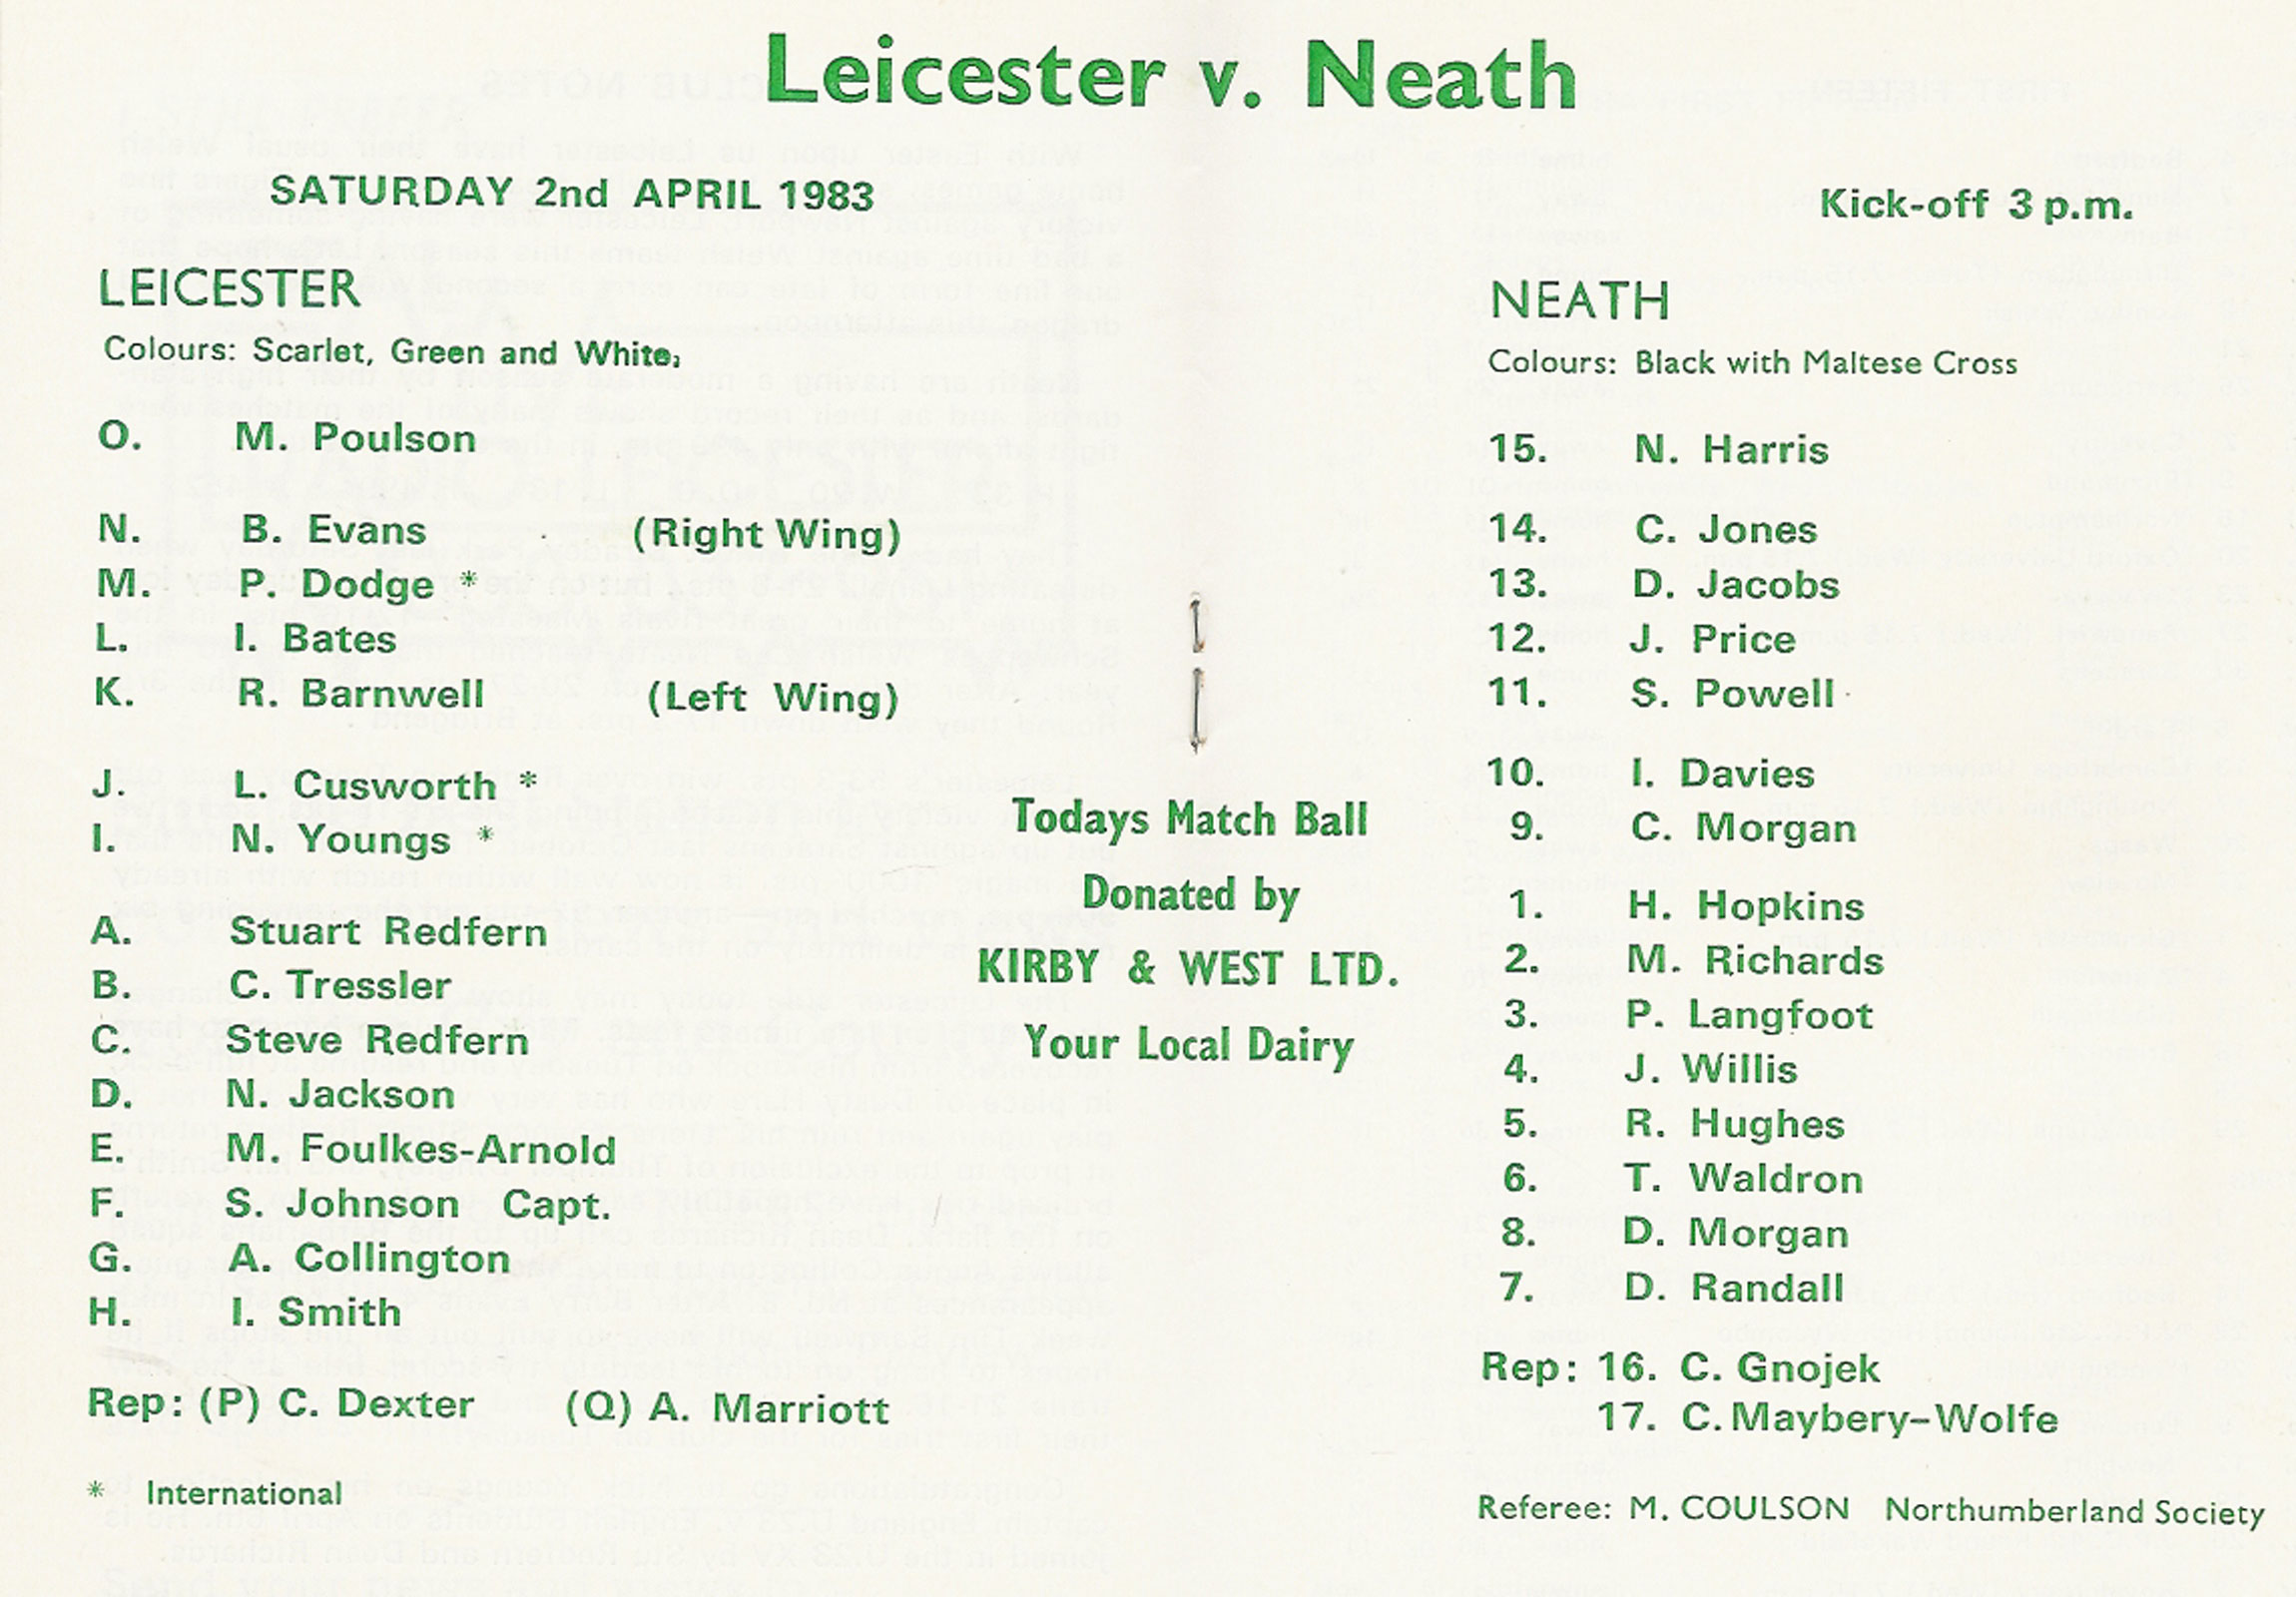 Leicester v. Neath
SATURDAY 2nd APRIL 1983
Kick-off 3 p.m.
LEICESTER
Colours: Scarlet, Green and White,
O. M. Poulson
N. B. Evans (Right Wing)
M. P. Dodge *
L. I. Bates
K. R. Barnwell (Left Wing)
J. L. Cusworth *
I. N. Youngs *
A. Stuart Redfern
B. C. Tressler
C. Steve Redfern
D. N. Jackson
E. M. Foulkes-Arnold
F. S. Johnson Capt.
G. A. Collington
H. I. Smith
Rep: (P) C. Dexter (Q) A. Marriott
* International
Todays Match Ball
Donated by
KIRBY & WEST LTD.
Your Local Dairy
NEATH
Colours: Black with Maltese Cross
15. N. Harris
14. C. Jones
13. D. Jacobs
12. J. Price
11. S. Powell
10. I. Davies
9. C. Morgan
1. H. Hopkins
2. M. Richards
3. P. Langfoot
4. J. Willis
5. R. Hughes
6. T. Waldron
8. D. Morgan
7. D. Randall
Rep: 16. C. Gnojek
17. C. Maybery-Wolfe
Referee: M. COULSON Northumberland Society